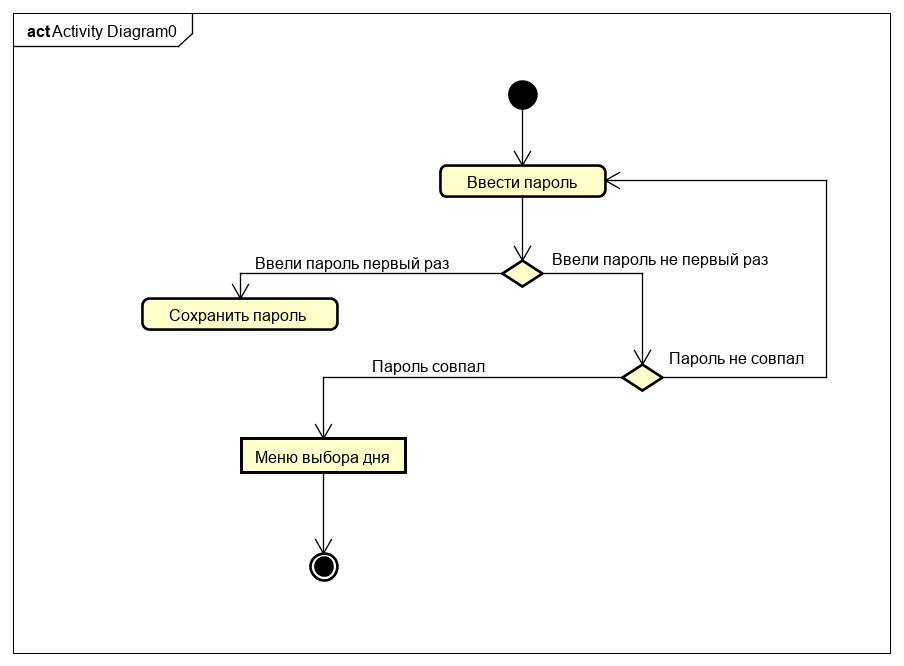 act Activity Diagram0
Ввести пароль
Ввели пароль первый раз
Ввели пароль не первый раз
Сохранить пароль
Пароль совпал
Пароль не совпал
Меню выбора дня